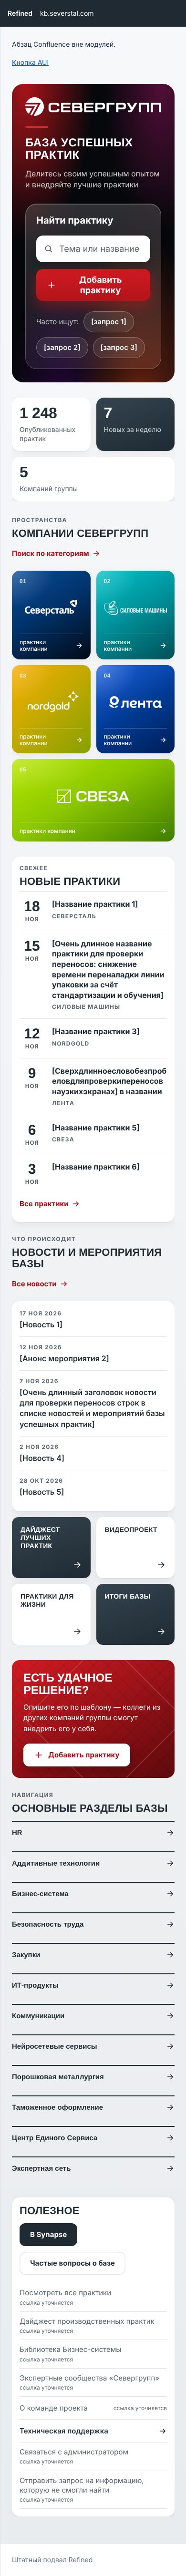 Refined kb.severstal.com
Абзац Confluence вне модулей.
Кнопка AUI
СЕВЕРГРУПП
БАЗА УСПЕШНЫХ
ПРАКТИК
Делитесь своим успешным опытом
и внедряйте лучшие практики
Найти практику
Тема или название
Добавить
практику
Часто ищут: [запрос 1]
[запрос 2] [запрос 3]
1 248
Опубликованных
практик
7
Новых за неделю
5
Компаний группы
ПРОСТРАНСТВА
КОМПАНИИ СЕВЕРГРУПП
Поиск по категориям
01
Северсталь
практики
компании
02
СИЛОВЫЕ МАШИНЫ
практики
компании
03
nordgold
практики
компании
04
лента
практики
компании
05
СВЕЗА
практики компании
СВЕЖЕЕ
НОВЫЕ ПРАКТИКИ
18
НОЯ
[Название практики 1]
СЕВЕРСТАЛЬ
15
НОЯ
[Очень длинное название
практики для проверки
переносов: снижение
времени переналадки линии
упаковки за счёт
стандартизации и обучения]
СИЛОВЫЕ МАШИНЫ
12
НОЯ
[Название практики 3]
NORDGOLD
9
НОЯ
[Сверхдлинноесловобезпроб
еловдляпроверкипереносов
наузкихэкранах] в названии
ЛЕНТА
6
НОЯ
[Название практики 5]
СВЕЗА
3
НОЯ
[Название практики 6]
Все практики
ЧТО ПРОИСХОДИТ
НОВОСТИ И МЕРОПРИЯТИЯ
БАЗЫ
Все новости
17 НОЯ 2026
[Новость 1]
12 НОЯ 2026
[Анонс мероприятия 2]
7 НОЯ 2026
[Очень длинный заголовок новости
для проверки переносов строк в
списке новостей и мероприятий базы
успешных практик]
2 НОЯ 2026
[Новость 4]
28 ОКТ 2026
[Новость 5]
ДАЙДЖЕСТ
ЛУЧШИХ
ПРАКТИК
ВИДЕОПРОЕКТ
ПРАКТИКИ ДЛЯ
ЖИЗНИ
ИТОГИ БАЗЫ
ЕСТЬ УДАЧНОЕ
РЕШЕНИЕ?
Опишите его по шаблону — коллеги из
других компаний группы смогут
внедрить его у себя.
Добавить практику
НАВИГАЦИЯ
ОСНОВНЫЕ РАЗДЕЛЫ БАЗЫ
HR
Аддитивные технологии
Бизнес-система
Безопасность труда
Закупки
ИТ-продукты
Коммуникации
Нейросетевые сервисы
Порошковая металлургия
Таможенное оформление
Центр Единого Сервиса
Экспертная сеть
ПОЛЕЗНОЕ
В Synapse
Частые вопросы о базе
Посмотреть все практики
ссылка уточняется
Дайджест производственных практик
ссылка уточняется
Библиотека Бизнес-системы
ссылка уточняется
Экспертные сообщества «Севергрупп»
ссылка уточняется
О команде проекта ссылка уточняется
Техническая поддержка
Связаться с администратором
ссылка уточняется
Отправить запрос на информацию,
которую не смогли найти
ссылка уточняется
Штатный подвал Refined